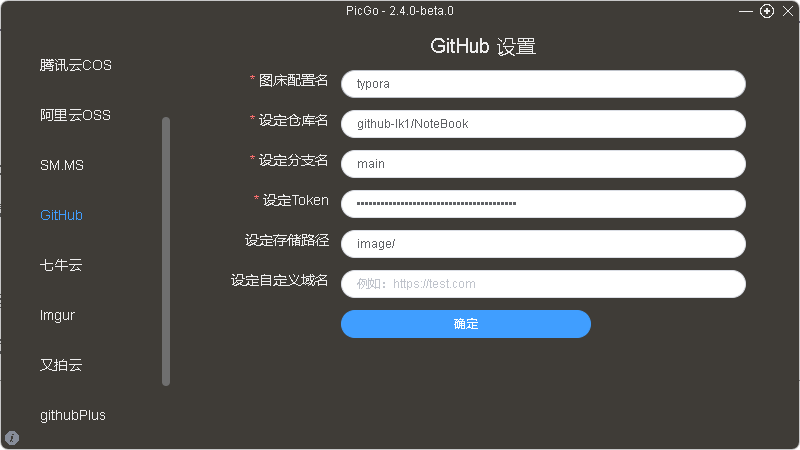 PicGo - 2.4.0-beta.0
腾讯云COS
阿里云OSS
SM.MS
GitHub
七牛云
Imgur
又拍云
githubPlus
GitHub 设置
* 图床配置名
typora
* 设定仓库名
github-lk1/NoteBook
* 设定分支名
main
* 设定Token
••••••••••••••••••••••••••••••••••••••••
设定存储路径
image/
设定自定义域名
例如：https://test.com
确定